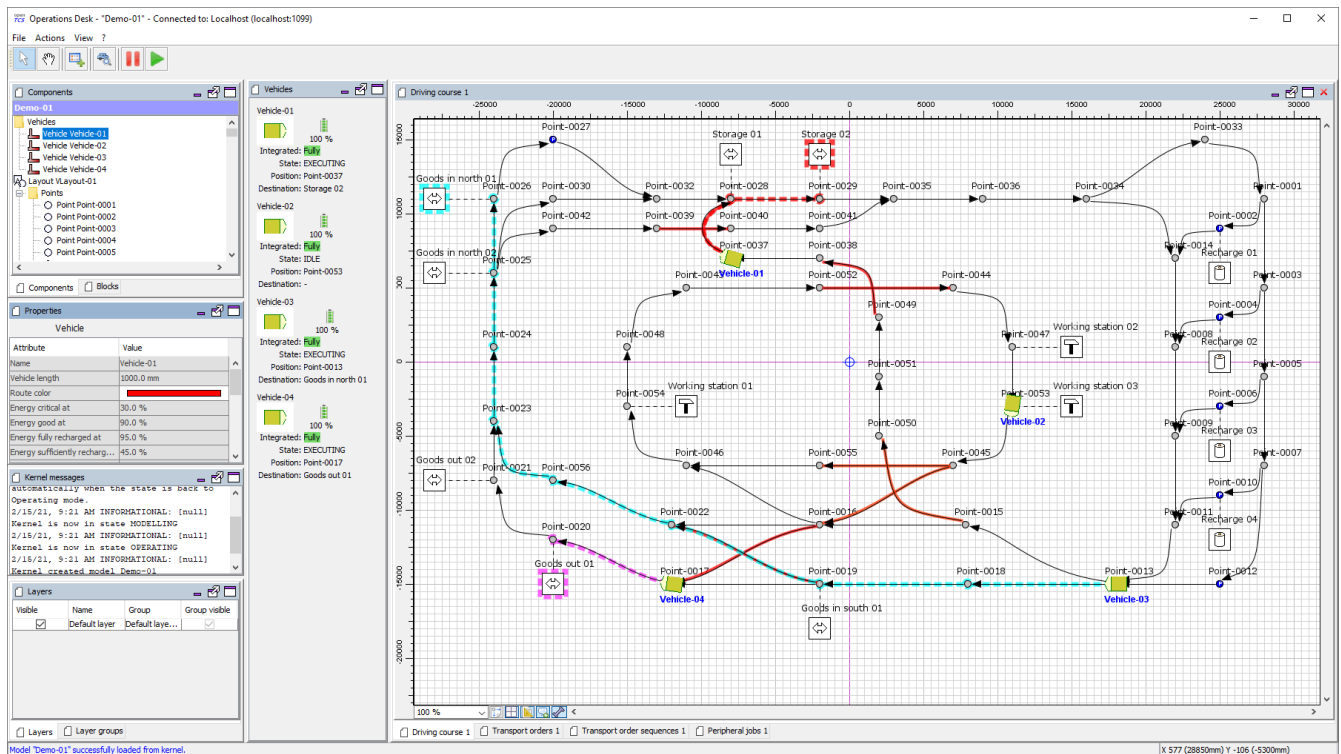 open
TCS
Operations Desk - "Demo-01" - Connected to: Localhost (localhost:1099)
File Actions View ?
Components
Demo-01
Vehicles
Vehicle Vehicle-01
Vehicle Vehicle-02
Vehicle Vehicle-03
Vehicle Vehicle-04
Layout VLayout-01
Points
Point Point-0001
Point Point-0002
Point Point-0003
Point Point-0004
Point Point-0005
Components Blocks
Properties
Vehicle
Attribute Value
Name Vehicle-01
Vehicle length 1000.0 mm
Route color
Energy critical at 30.0 %
Energy good at 90.0 %
Energy fully recharged at 95.0 %
Energy sufficiently recharg... 45.0 %
Kernel messages
automatically when the state is back to
Operating mode.
2/15/21, 9:21 AM INFORMATIONAL: [null]
Kernel is now in state MODELLING
2/15/21, 9:21 AM INFORMATIONAL: [null]
Kernel is now in state OPERATING
2/15/21, 9:21 AM INFORMATIONAL: [null]
Kernel created model Demo-01
Layers
Visible Name Group Group visible
Default layer Default laye...
Layers Layer groups
Vehicles
Vehicle-01
100 %
Integrated: Fully
State: EXECUTING
Position: Point-0037
Destination: Storage 02
Vehicle-02
100 %
Integrated: Fully
State: IDLE
Position: Point-0053
Destination: -
Vehicle-03
100 %
Integrated: Fully
State: EXECUTING
Position: Point-0013
Destination: Goods in north 01
Vehicle-04
100 %
Integrated: Fully
State: EXECUTING
Position: Point-0017
Destination: Goods out 01
Driving course 1
-25000 -20000 -15000 -10000 -5000 0 5000 10000 15000 20000 25000 30000
15000
10000
0
-5000
-10000
-15000
-20000
Point-0027 Point-0033
Storage 01 Storage 02
Goods in north 01 Point-0026 Point-0030 Point-0032 Point-0028 Point-0029 Point-0035 Point-0036 Point-0034 Point-0001
Point-0042 Point-0039 Point-0040 Point-0041 Point-0002
Goods in north 02 Point-0025 Point-0037 Point-0038 Point-0014 Recharge 01
Vehicle-01
Point-0043 Point-0052 Point-0044 Point-0003
Point-0049 Point-0004
Point-0024 Point-0048 Point-0047 Working station 02 Point-0008 Recharge 02
Point-0051 Point-0005
Point-0054 Working station 01 Point-0053 Working station 03 Point-0006
Point-0023 Vehicle-02
Point-0050 Point-0009 Recharge 03
Goods out 02 Point-0021 Point-0056 Point-0046 Point-0055 Point-0045 Point-0007
Point-0010
Point-0022 Point-0016 Point-0015 Point-0011 Recharge 04
Point-0020
Goods out 01 Point-0017 Point-0019 Point-0018 Point-0013 Point-0012
Vehicle-04 Vehicle-03
Goods in south 01
100 %
Driving course 1 Transport orders 1 Transport order sequences 1 Peripheral jobs 1
Model "Demo-01" successfully loaded from kernel.
X 577 (28850mm) Y -106 (-5300mm)